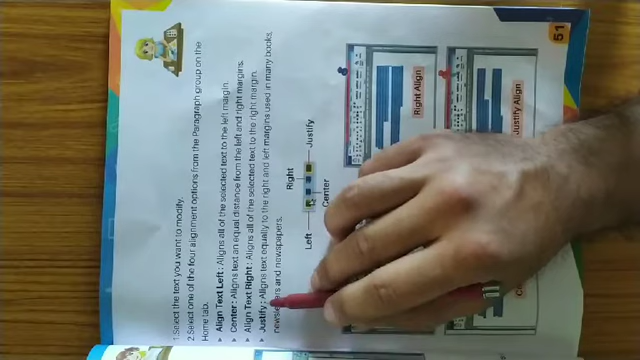 1.Select the text you want to modify.
2.Select one of the four alignment options from the Paragraph group on the
Home tab.
Align Text Left : Aligns all of the selected text to the left margin.
Center : Aligns text an equal distance from the left and right margins.
Align Text Right : Aligns all of the selected text to the right margin.
Justify : Aligns text equally to the right and left margins used in many books,
and newspapers.
Right
Justify
Left
Center
Right Align
Justify Align
51